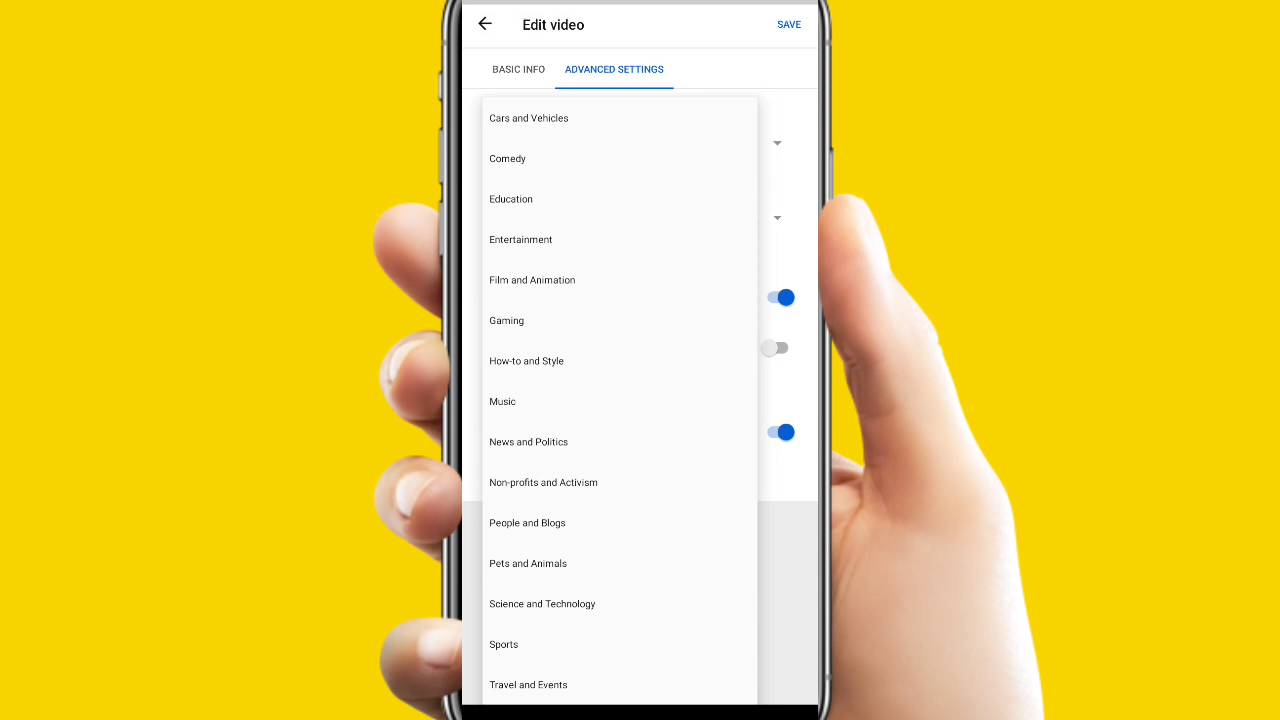 Edit video
SAVE
BASIC INFO
ADVANCED SETTINGS
Cars and Vehicles
Comedy
Education
Entertainment
Film and Animation
Gaming
How-to and Style
Music
News and Politics
Non-profits and Activism
People and Blogs
Pets and Animals
Science and Technology
Sports
Travel and Events